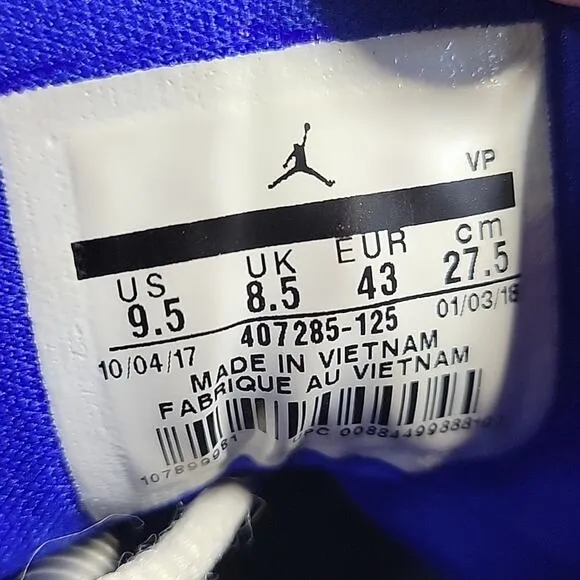 VP
US UK EUR cm
9.5 8.5 43 27.5
10/04/17 407285-125 01/03/18
MADE IN VIETNAM
FABRIQUE AU VIETNAM
UPC